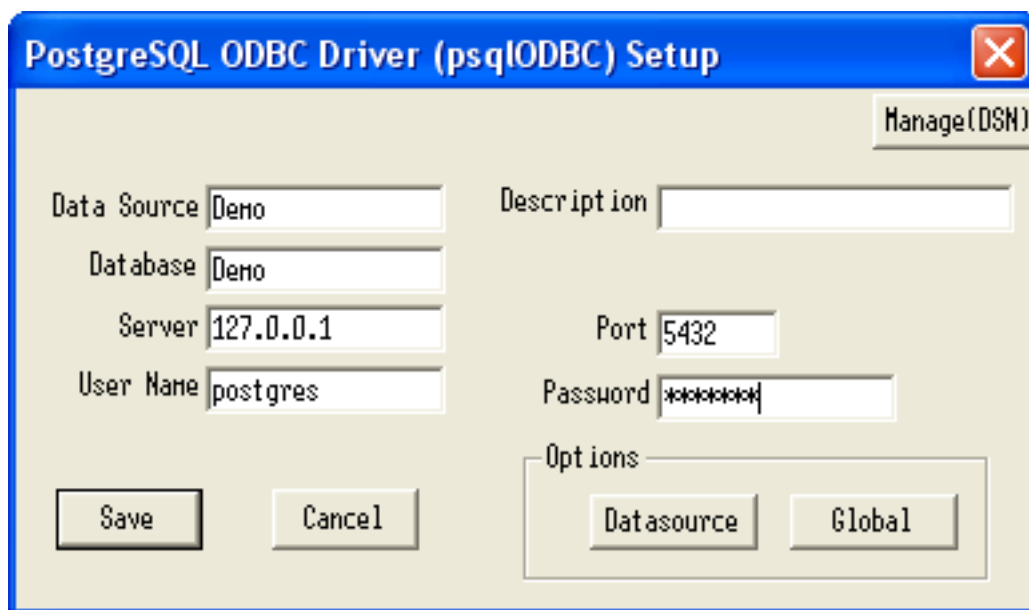 PostgreSQL ODBC Driver (psqlODBC) Setup
Manage(DSN)
Data Source Demo
Description
Database Demo
Server 127.0.0.1
Port 5432
User Name postgres
Password *******
Options
Save
Cancel
Datasource
Global